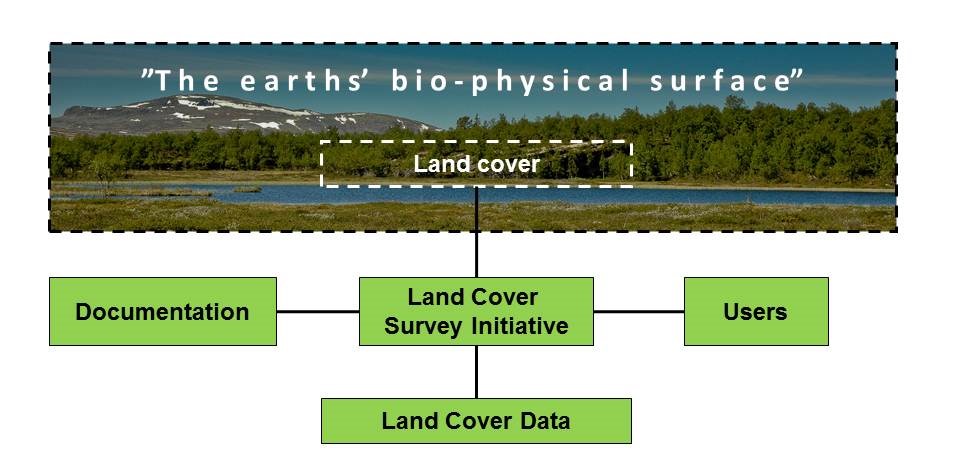 ”The earths’ bio-physical surface”
Land cover
Documentation
Land Cover
Survey Initiative
Users
Land Cover Data